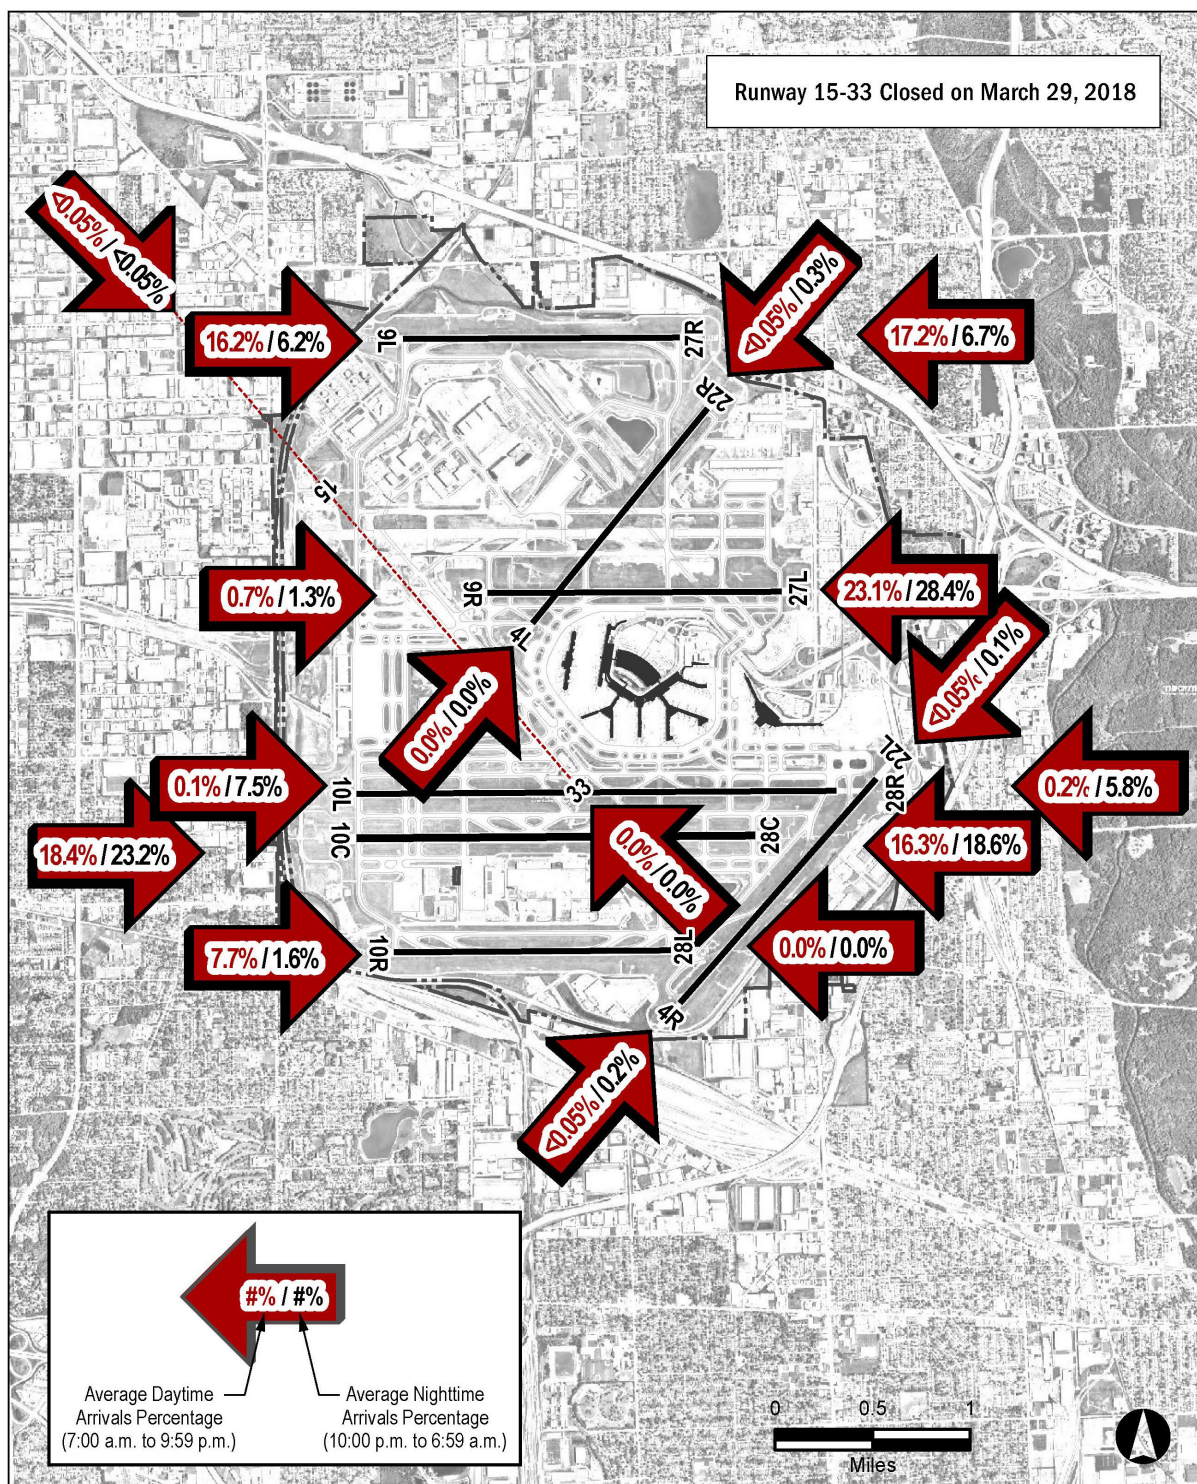 Runway 15-33 Closed on March 29, 2018
<0.05% / <0.05%
<0.05% / 0.3%
16.2% / 6.2%
9L
27R
17.2% / 6.7%
22R
15
0.7% / 1.3%
9R
27L
23.1% / 28.4%
4L
<0.05% / 0.1%
0.0% / 0.0%
22L
0.1% / 7.5%
10L
33
28R
0.2% / 5.8%
18.4% / 23.2%
10C
28C
16.3% / 18.6%
0.0% / 0.0%
7.7% / 1.6%
10R
28L
0.0% / 0.0%
4R
<0.05% / 0.2%
#% / #%
Average Daytime
Arrivals Percentage
(7:00 a.m. to 9:59 p.m.)
Average Nighttime
Arrivals Percentage
(10:00 p.m. to 6:59 a.m.)
0 0.5 1
Miles